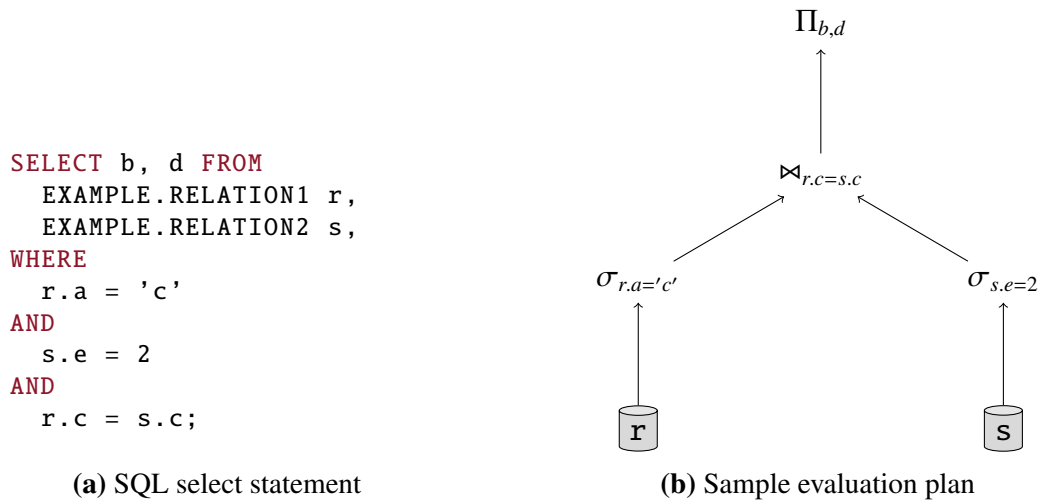 SELECT b, d FROM
EXAMPLE.RELATION1 r,
EXAMPLE.RELATION2 s,
WHERE
r.a = 'c'
AND
s.e = 2
AND
r.c = s.c;
(a) SQL select statement
Π_{b,d}
⋈_{r.c=s.c}
σ_{r.a='c'}
σ_{s.e=2}
r
s
(b) Sample evaluation plan